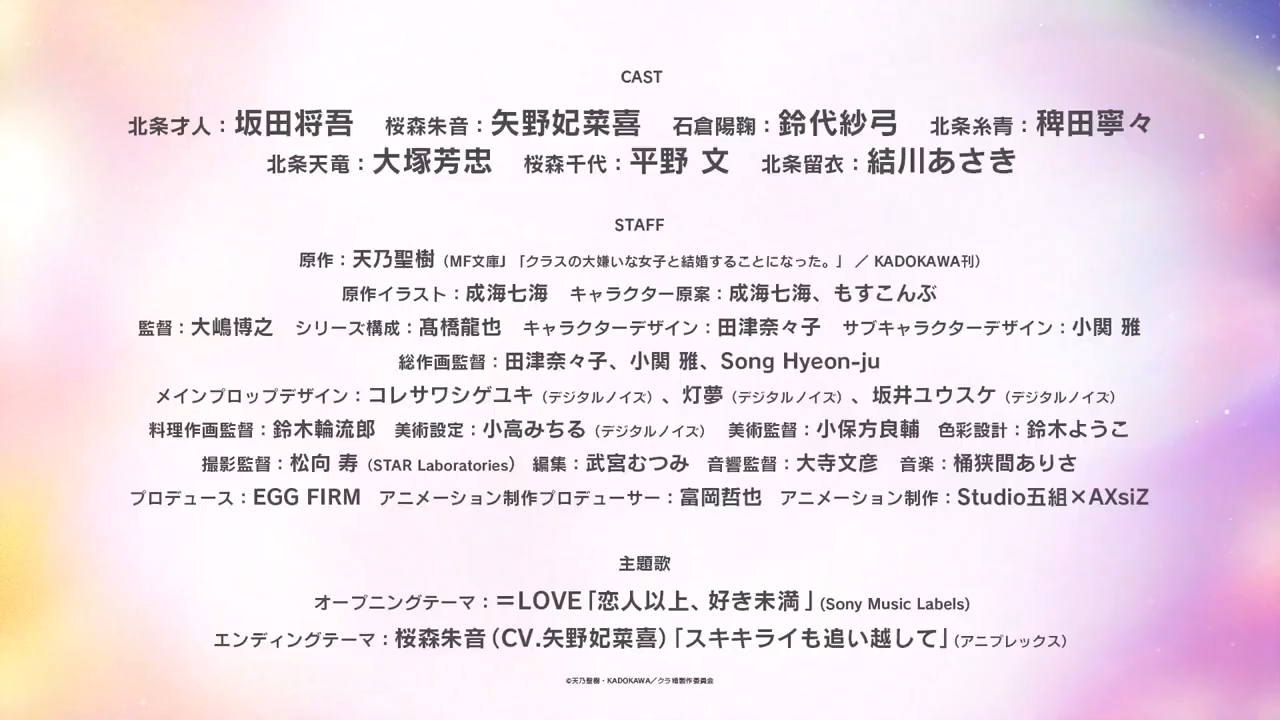 CAST
北条才人：坂田将吾　桜森朱音：矢野妃菜喜　石倉陽鞠：鈴代紗弓　北条糸青：稗田寧々
北条天竜：大塚芳忠　桜森千代：平野 文　北条留衣：結川あさき
STAFF
原作：天乃聖樹（MF文庫J「クラスの大嫌いな女子と結婚することになった。」／ KADOKAWA刊）
原作イラスト：成海七海　キャラクター原案：成海七海、もすこんぶ
監督：大嶋博之　シリーズ構成：髙橋龍也　キャラクターデザイン：田津奈々子　サブキャラクターデザイン：小関 雅
総作画監督：田津奈々子、小関 雅、Song Hyeon-ju
メインプロップデザイン：コレサワシゲユキ（デジタルノイズ）、灯夢（デジタルノイズ）、坂井ユウスケ（デジタルノイズ）
料理作画監督：鈴木輪流郎　美術設定：小高みちる（デジタルノイズ）　美術監督：小保方良輔　色彩設計：鈴木ようこ
撮影監督：松向 寿（STAR Laboratories）　編集：武宮むつみ　音響監督：大寺文彦　音楽：桶狭間ありさ
プロデュース：EGG FIRM　アニメーション制作プロデューサー：富岡哲也　アニメーション制作：Studio五組×AXsiZ
主題歌
オープニングテーマ：＝LOVE「恋人以上、好き未満」(Sony Music Labels)
エンディングテーマ：桜森朱音（CV.矢野妃菜喜）「スキキライも追い越して」(アニプレックス)
©天乃聖樹・KADOKAWA／クラ婚製作委員会